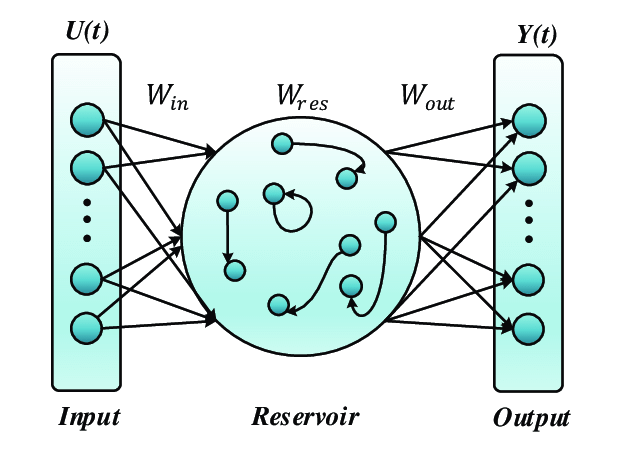 U(t)
Y(t)
W_in
W_res
W_out
Input
Reservoir
Output